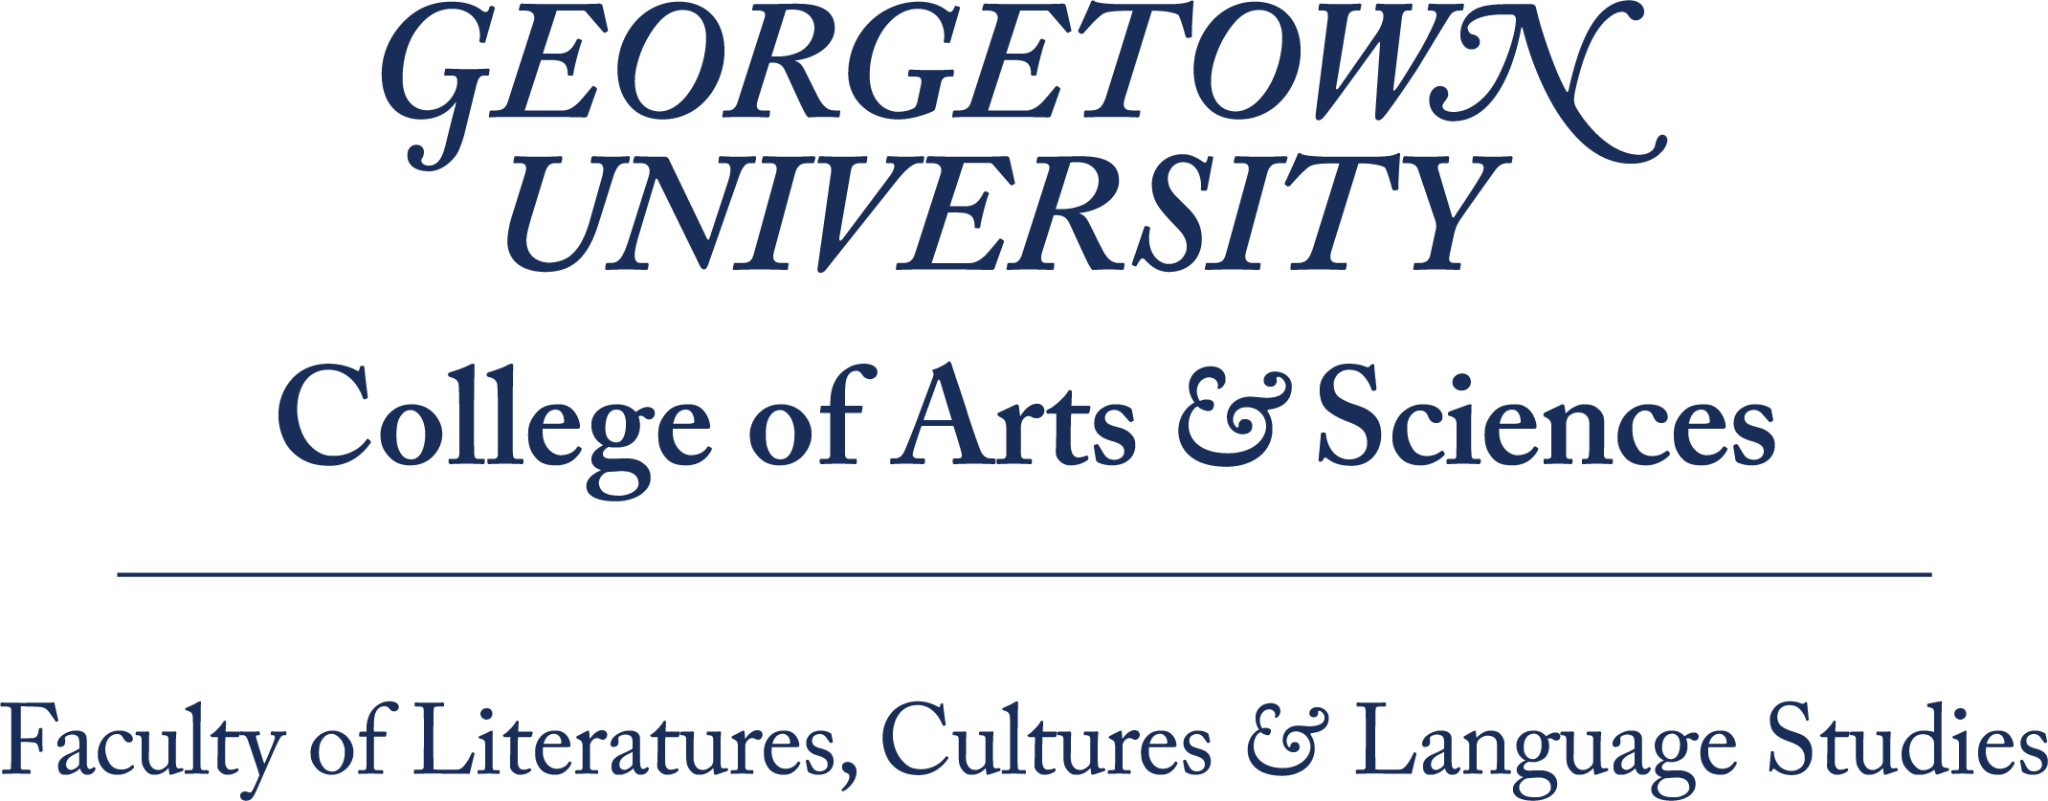 GEORGETOWN
UNIVERSITY
College of Arts & Sciences
Faculty of Literatures, Cultures & Language Studies